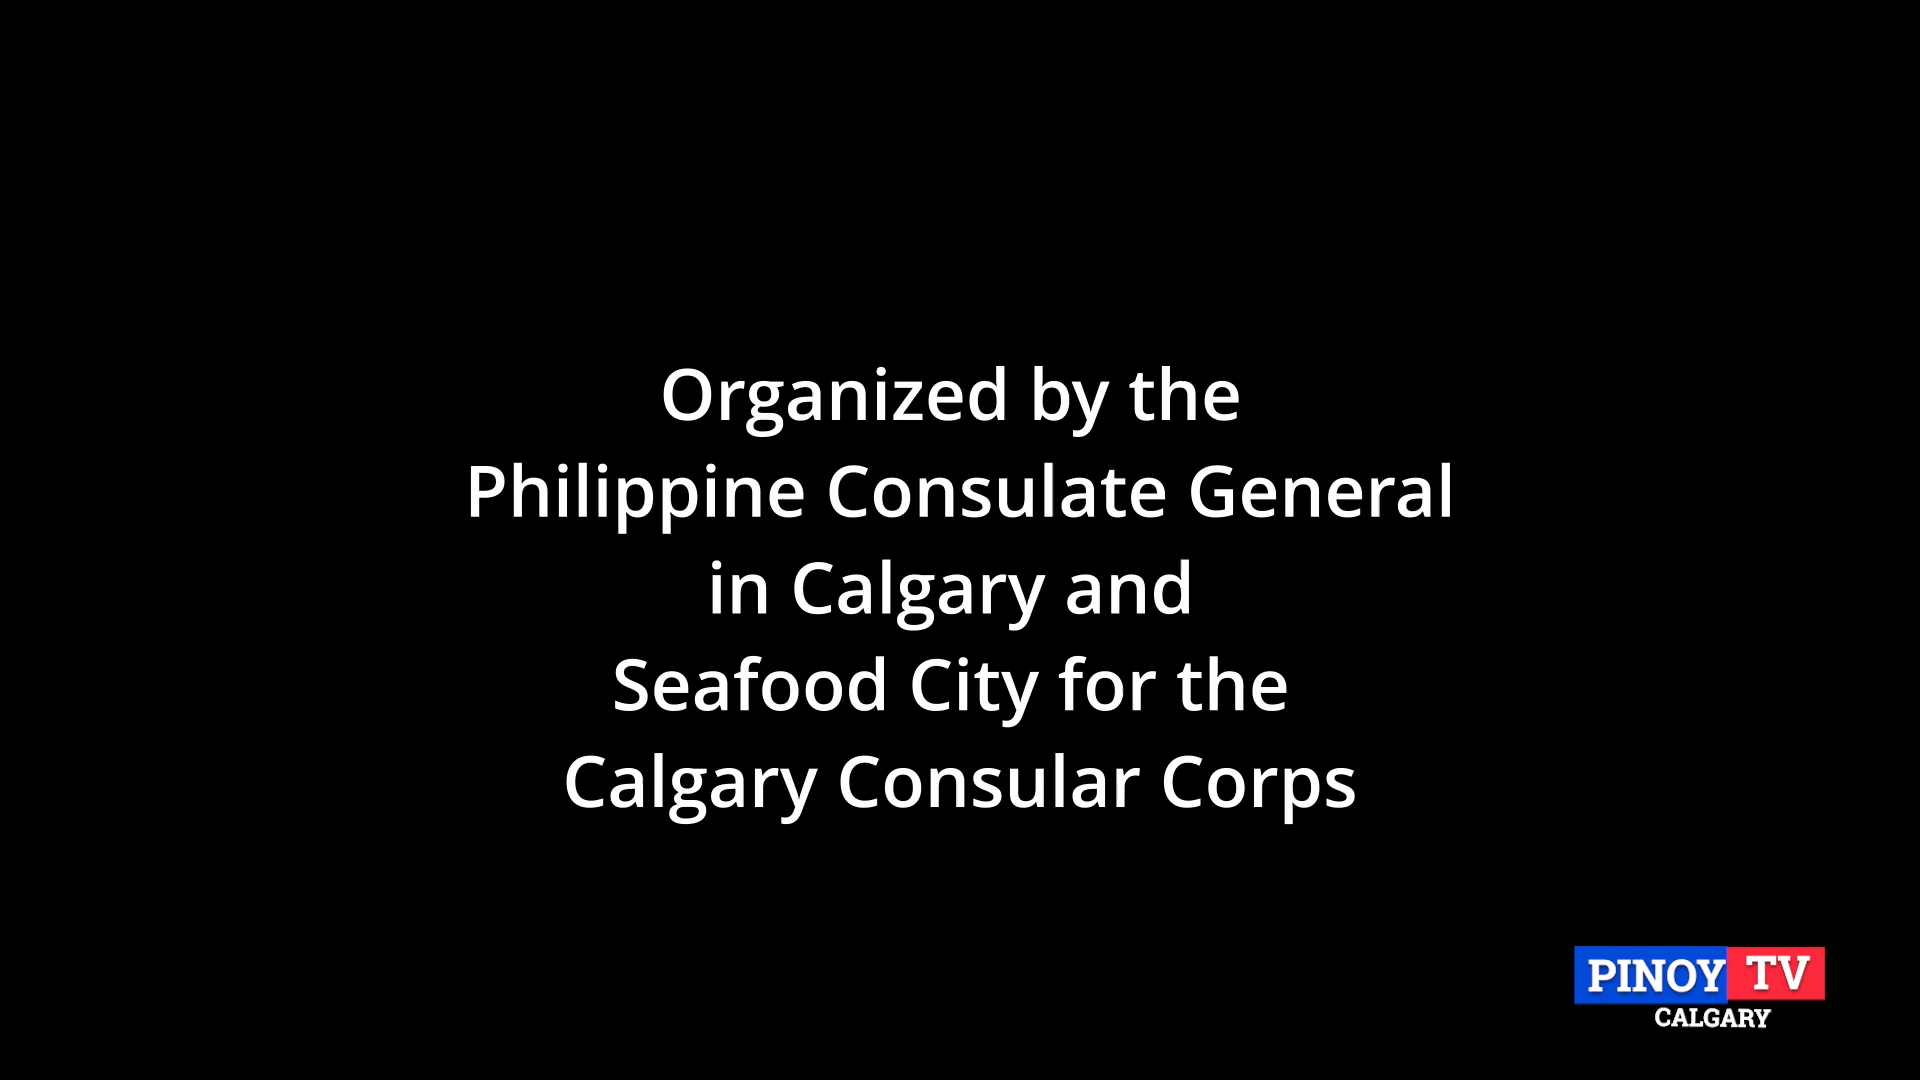 Organized by the
Philippine Consulate General
in Calgary and
Seafood City for the
Calgary Consular Corps
PINOY TV
CALGARY